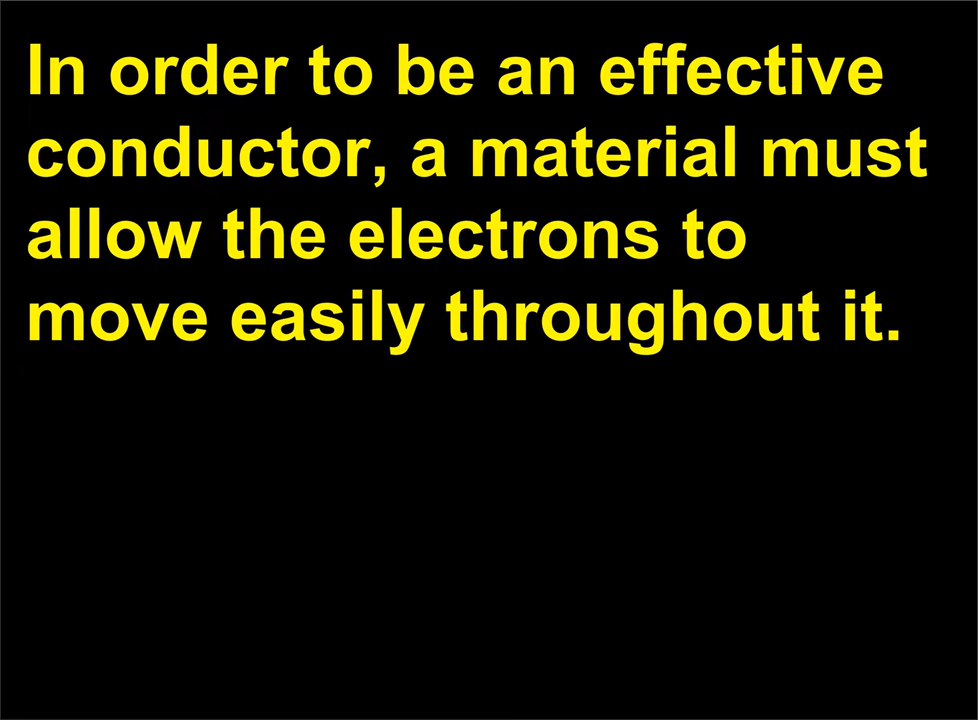 In order to be an effective
conductor, a material must
allow the electrons to
move easily throughout it.